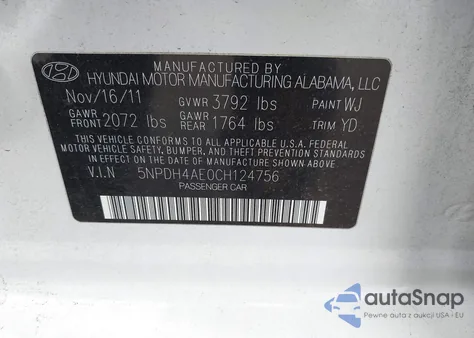 MANUFACTURED BY
HYUNDAI MOTOR MANUFACTURING ALABAMA, LLC
Nov/16/11 GVWR 3792 lbs PAINT WJ
GAWR FRONT 2072 lbs GAWR REAR 1764 lbs TRIM YD
THIS VEHICLE CONFORMS TO ALL APPLICABLE U.S.A. FEDERAL
MOTOR VEHICLE SAFETY, BUMPER, AND THEFT PREVENTION
STANDARDS IN EFFECT ON THE DATE OF MANUFACTURE SHOWN ABOVE.
V.I.N 5NPDH4AE0CH124756
PASSENGER CAR
autoSnap
Pewne auta z USA i EU